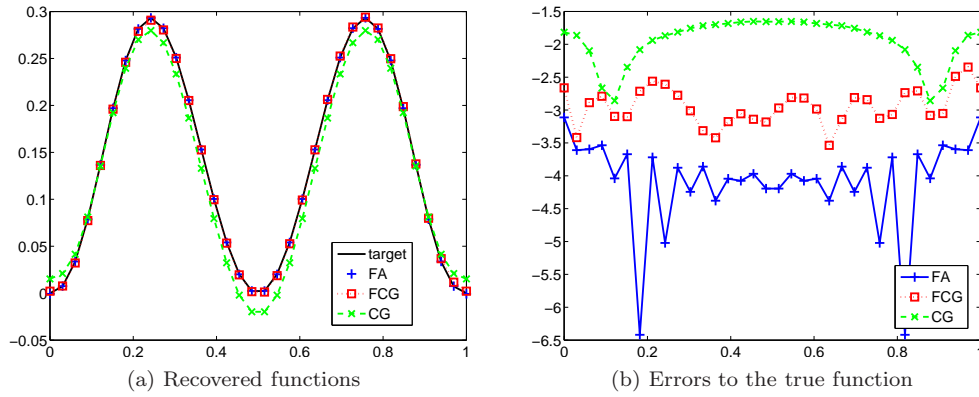 0.3
0.25
0.2
0.15
0.1
0.05
0
−0.05
0 0.2 0.4 0.6 0.8 1
target
FA
FCG
CG
(a) Recovered functions
−1.5
−2
−2.5
−3
−3.5
−4
−4.5
−5
−5.5
−6
−6.5
0 0.2 0.4 0.6 0.8 1
FA
FCG
CG
(b) Errors to the true function